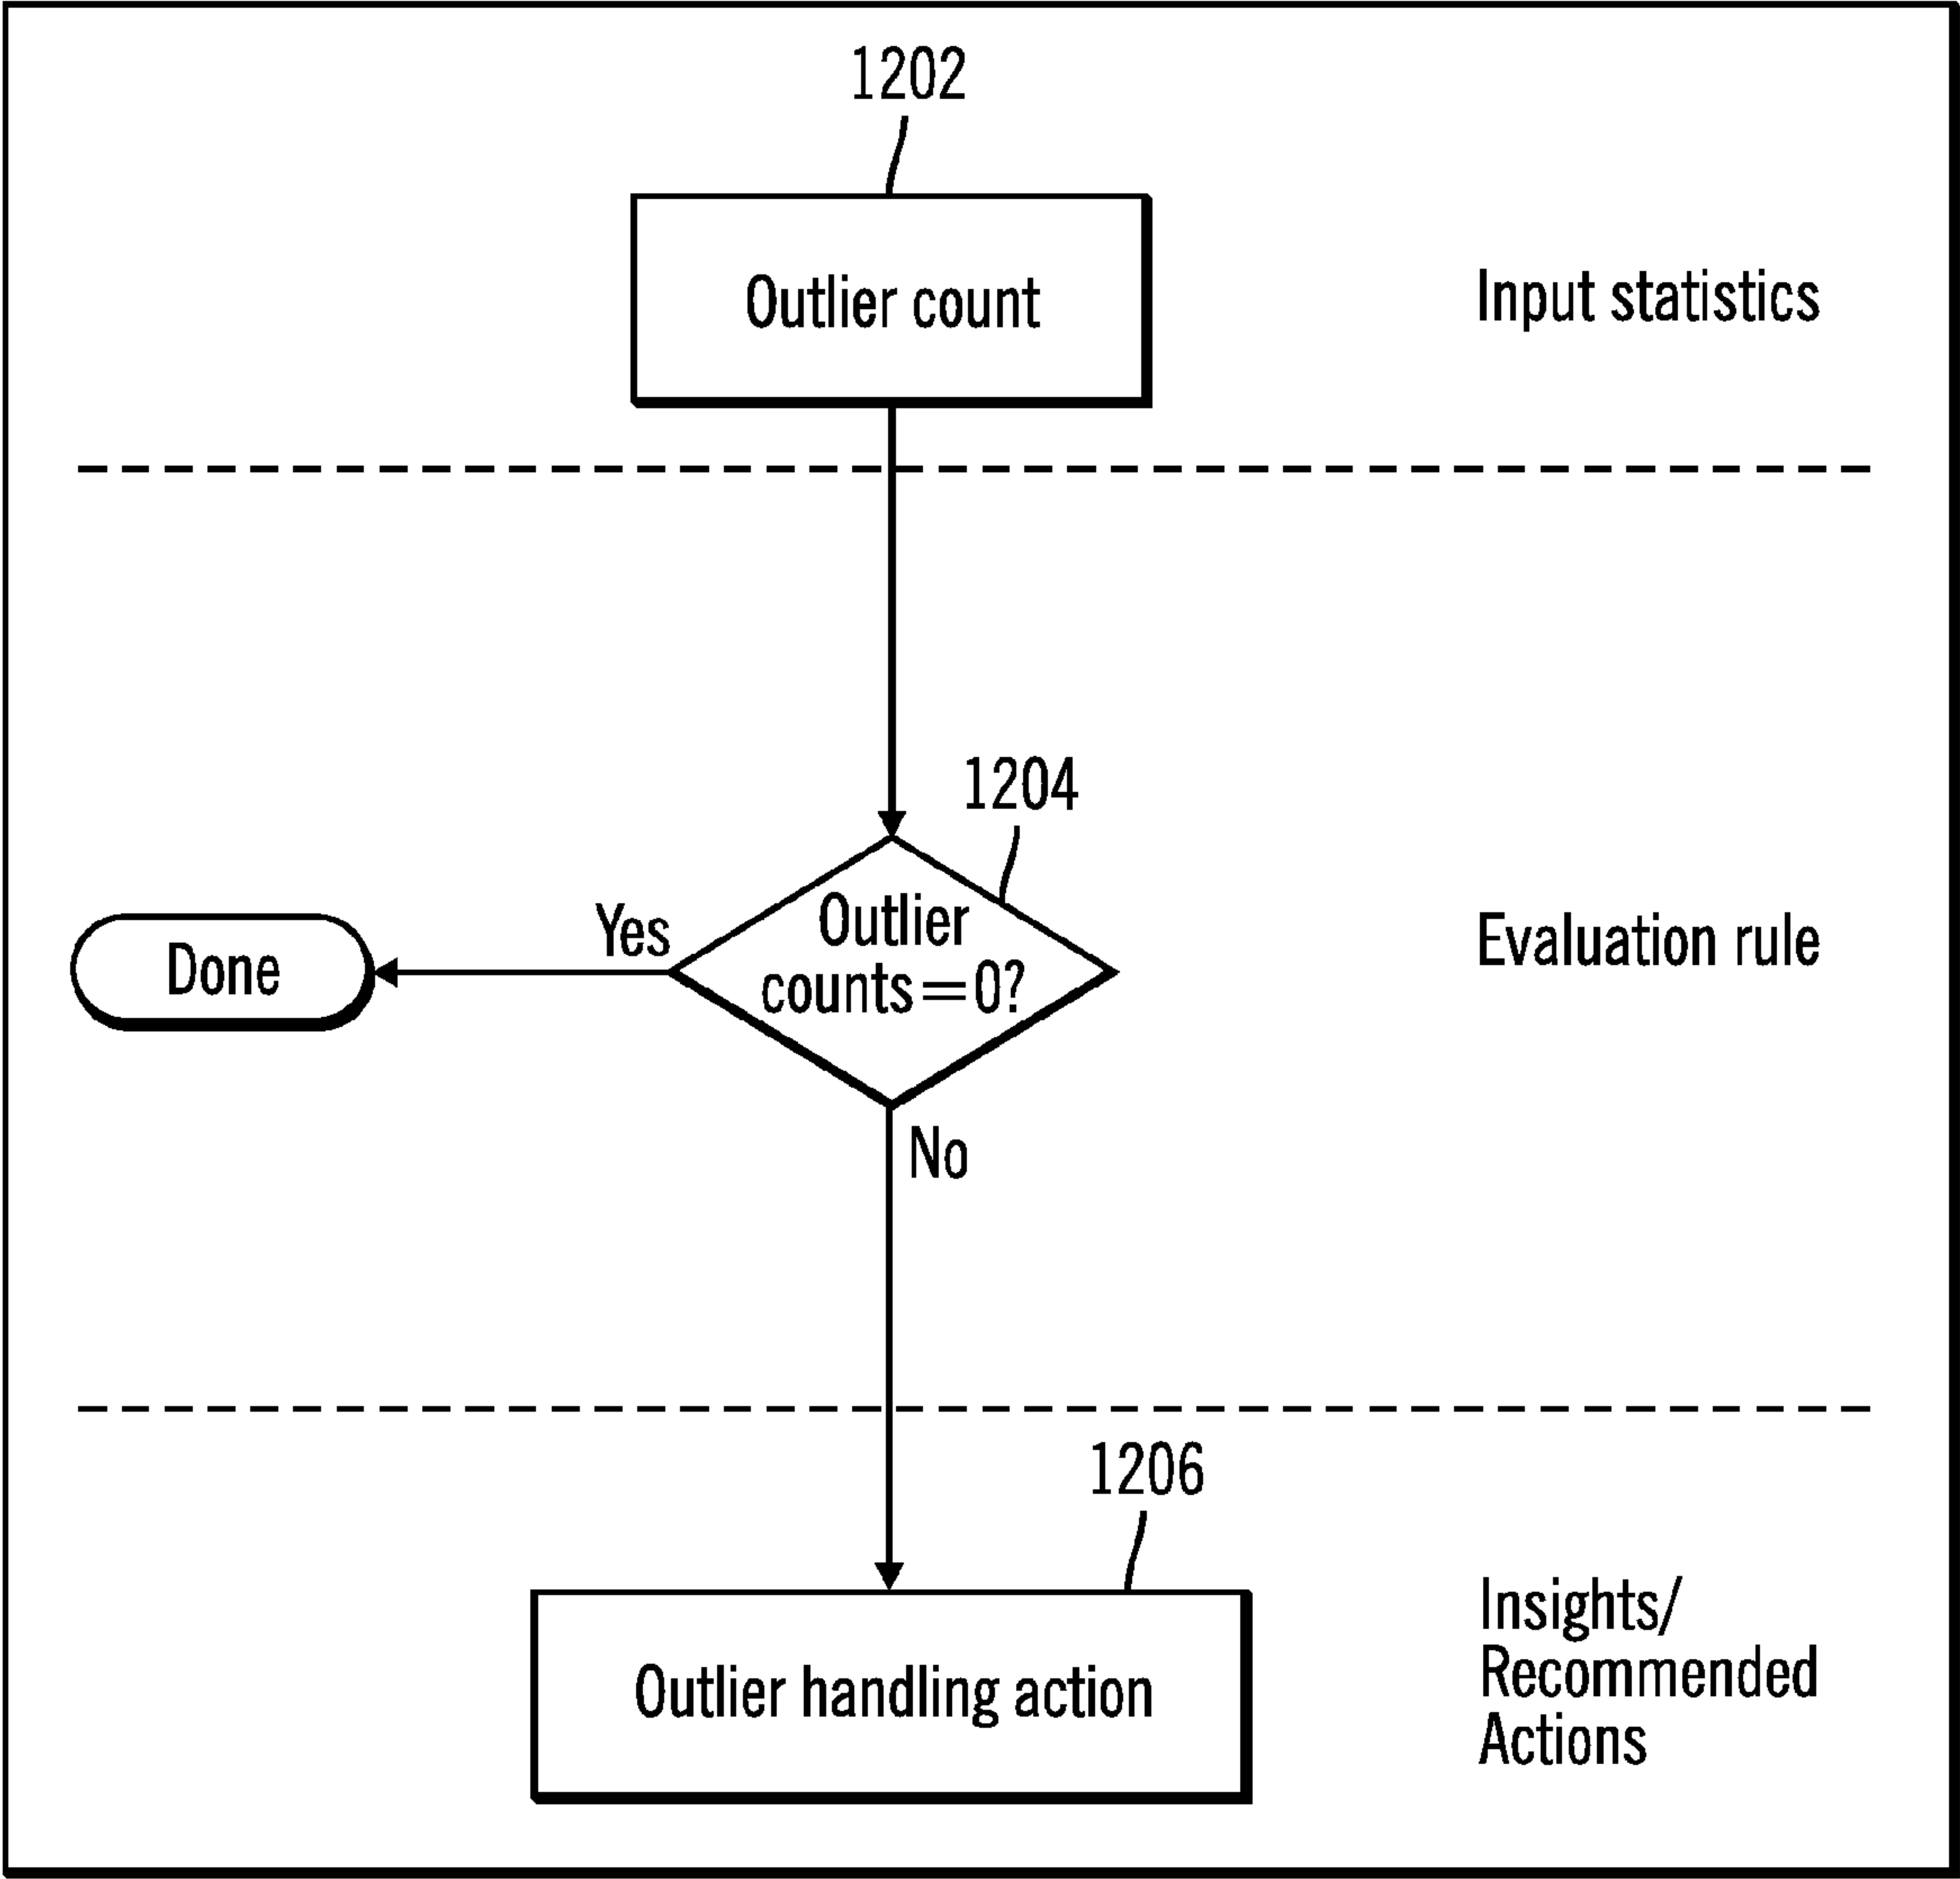 1202
Outlier count
Input statistics
1204
Outlier
counts=0?
Yes
Done
Evaluation rule
No
1206
Outlier handling action
Insights/
Recommended
Actions